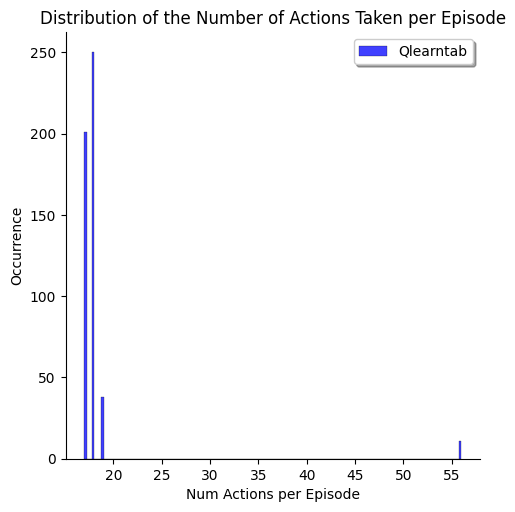 Distribution of the Number of Actions Taken per Episode
Qlearntab
250
200
150
100
50
0
Occurrence
20 25 30 35 40 45 50 55
Num Actions per Episode